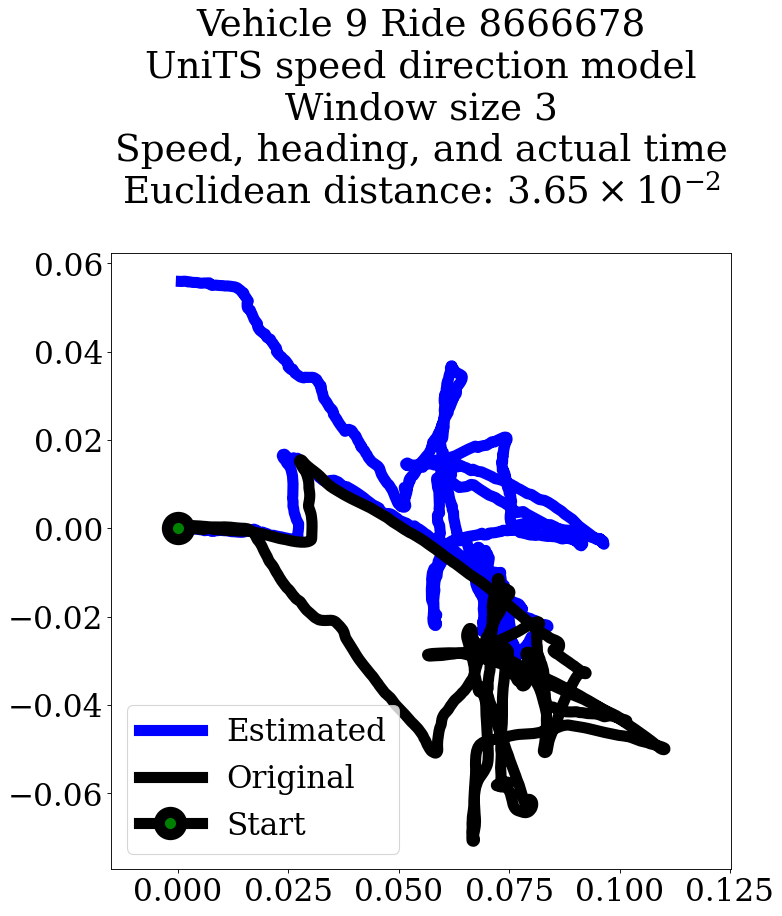 Vehicle 9 Ride 8666678
UniTS speed direction model
Window size 3
Speed, heading, and actual time
Euclidean distance: 3.65 × 10⁻²
0.06
0.04
0.02
0.00
−0.02
−0.04
−0.06
Estimated
Original
Start
0.000 0.025 0.050 0.075 0.100 0.125